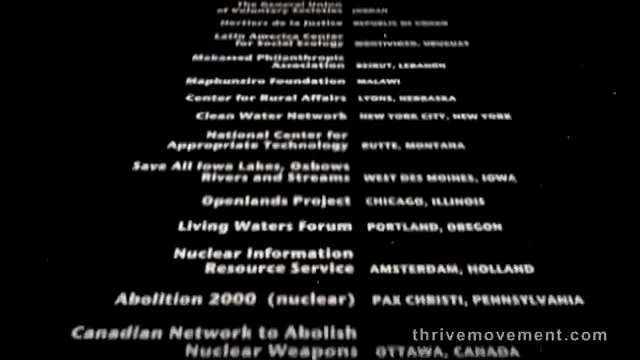 The General Union
of Voluntary Societies JORDAN
Heritiers de la Justice REPUBLIC OF CONGO
Latin America Center
for Social Ecology MONTIVIDEO, URUGUAY
Makassed Philanthropic
Association BEIRUT, LEBANON
Maphunziro Foundation MALAWI
Center for Rural Affairs LYONS, NEBRASKA
Clean Water Network NEW YORK CITY, NEW YORK
National Center for
Appropriate Technology BUTTE, MONTANA
Save All Iowa Lakes, Oxbows
Rivers and Streams WEST DES MOINES, IOWA
Openlands Project CHICAGO, ILLINOIS
Living Waters Forum PORTLAND, OREGON
Nuclear Information
Resource Service AMSTERDAM, HOLLAND
Abolition 2000 (nuclear) PAX CHRISTI, PENNSYLVANIA
Canadian Network to Abolish
Nuclear Weapons OTTAWA, CANADA
thrivemovement.com